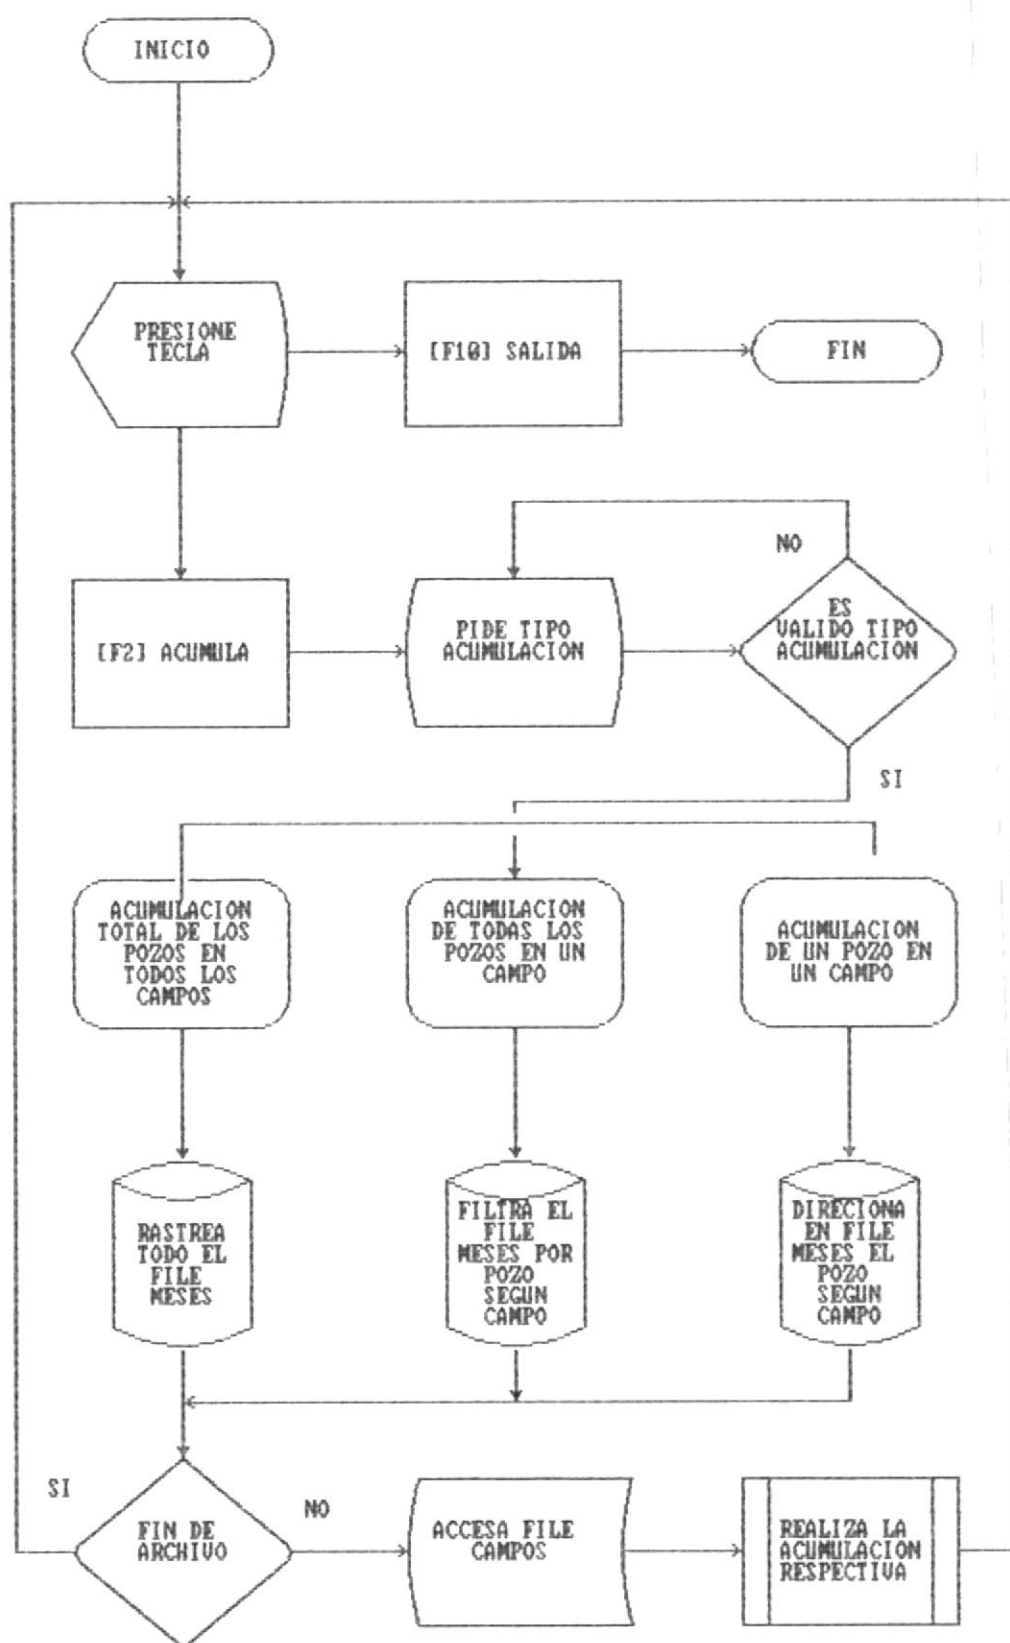 INICIO
PRESIONE
TECLA
[F10] SALIDA
FIN
NO
[F2] ACUMULA
PIDE TIPO
ACUMULACION
ES
VALIDO TIPO
ACUMULACION
SI
ACUMULACION
TOTAL DE LOS
POZOS EN
TODOS LOS
CAMPOS
ACUMULACION
DE TODAS LOS
POZOS EN UN
CAMPO
ACUMULACION
DE UN POZO EN
UN CAMPO
RASTREA
TODO EL
FILE
MESES
FILTRA EL
FILE
MESES POR
POZO
SEGUN
CAMPO
DIRECIONA
EN FILE
MESES EL
POZO
SEGUN
CAMPO
SI
FIN DE
ARCHIVO
NO
ACCESA FILE
CAMPOS
REALIZA LA
ACUMULACION
RESPECTIVA